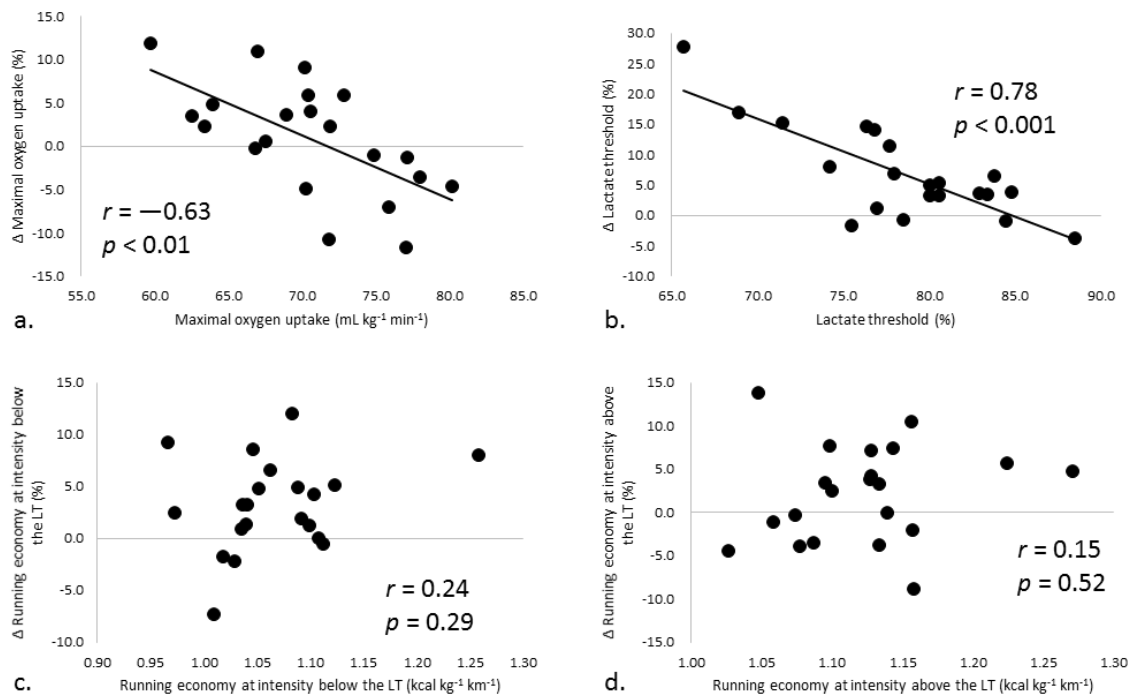 Δ Maximal oxygen uptake (%)
15.0
10.0
5.0
0.0
-5.0
-10.0
-15.0
r = —0.63
p < 0.01
55.0 60.0 65.0 70.0 75.0 80.0 85.0
Maximal oxygen uptake (mL kg⁻¹ min⁻¹)
a.
Δ Lactate threshold (%)
30.0
25.0
20.0
15.0
10.0
5.0
0.0
-5.0
-10.0
r = 0.78
p < 0.001
65.0 70.0 75.0 80.0 85.0 90.0
Lactate threshold (%)
b.
Δ Running economy at intensity below
the LT (%)
15.0
10.0
5.0
0.0
-5.0
-10.0
r = 0.24
p = 0.29
0.90 0.95 1.00 1.05 1.10 1.15 1.20 1.25 1.30
Running economy at intensity below the LT (kcal kg⁻¹ km⁻¹)
c.
Δ Running economy at intensity above
the LT (%)
15.0
10.0
5.0
0.0
-5.0
-10.0
-15.0
r = 0.15
p = 0.52
1.00 1.05 1.10 1.15 1.20 1.25 1.30
Running economy at intensity above the LT (kcal kg⁻¹ km⁻¹)
d.